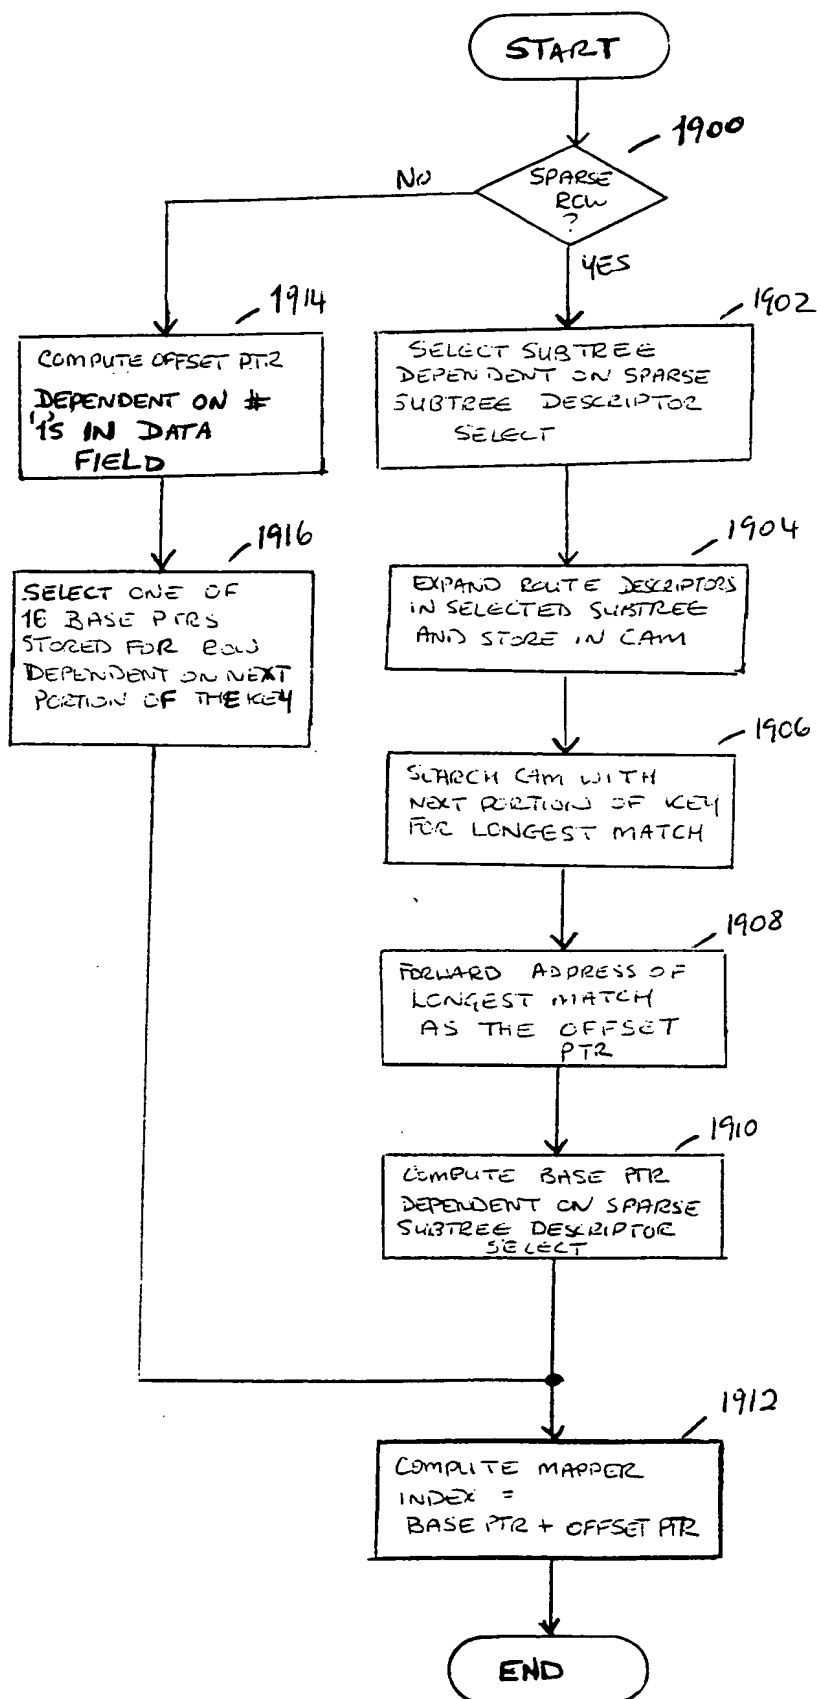 START
1900
SPARSE
ROW
?
NO
YES
1914
COMPUTE OFFSET PTR
DEPENDENT ON #
'1'S IN DATA
FIELD
1902
SELECT SUBTREE
DEPENDENT ON SPARSE
SUBTREE DESCRIPTOR
SELECT
1916
SELECT ONE OF
16 BASE PTRS
STORED FOR ROW
DEPENDENT ON NEXT
PORTION OF THE KEY
1904
EXPAND ROUTE DESCRIPTORS
IN SELECTED SUBTREE
AND STORE IN CAM
1906
SEARCH CAM WITH
NEXT PORTION OF KEY
FOR LONGEST MATCH
1908
FORWARD ADDRESS OF
LONGEST MATCH
AS THE OFFSET
PTR
1910
COMPUTE BASE PTR
DEPENDENT ON SPARSE
SUBTREE DESCRIPTOR
SELECT
1912
COMPUTE MAPPER
INDEX =
BASE PTR + OFFSET PTR
END